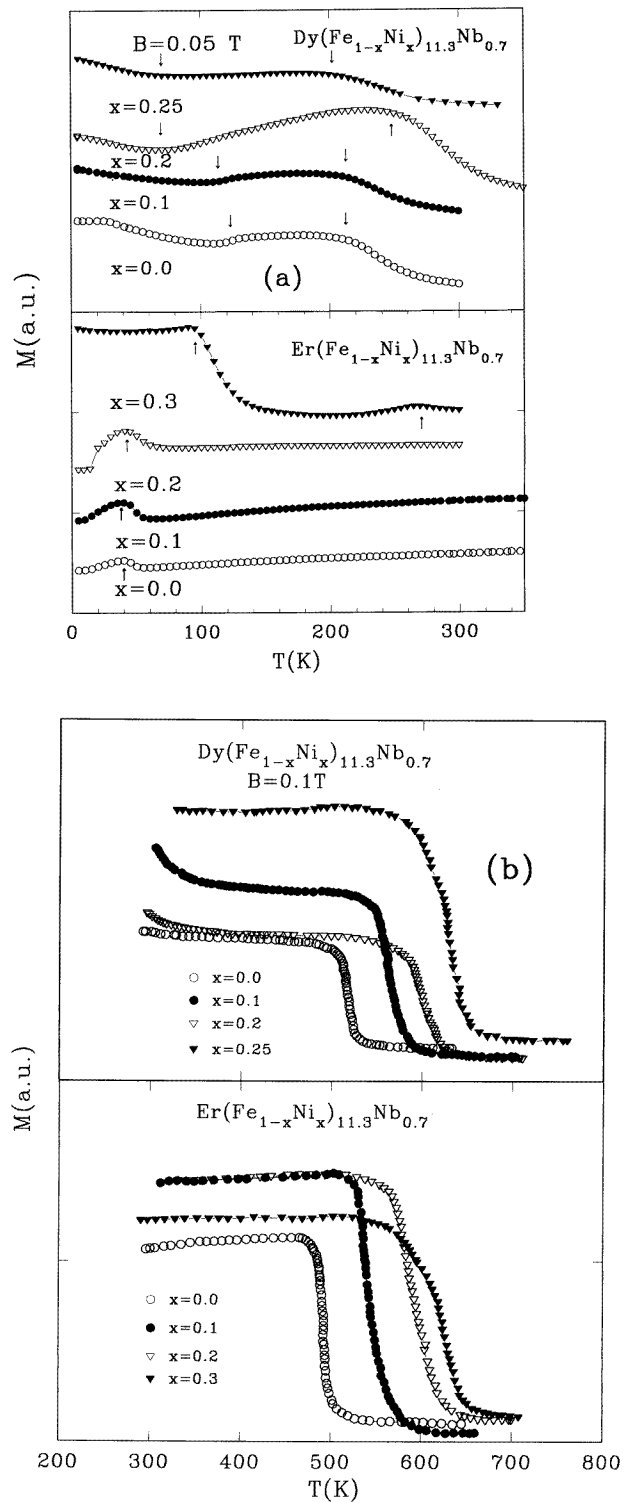 B=0.05 T
Dy(Fe1-xNix)11.3Nb0.7
x=0.25
x=0.2
x=0.1
x=0.0
(a)
M(a.u.)
Er(Fe1-xNix)11.3Nb0.7
x=0.3
x=0.2
x=0.1
x=0.0
0 100 200 300
T(K)
Dy(Fe1-xNix)11.3Nb0.7
B=0.1T
(b)
x=0.0
x=0.1
x=0.2
x=0.25
M(a.u.)
Er(Fe1-xNix)11.3Nb0.7
x=0.0
x=0.1
x=0.2
x=0.3
200 300 400 500 600 700 800
T(K)